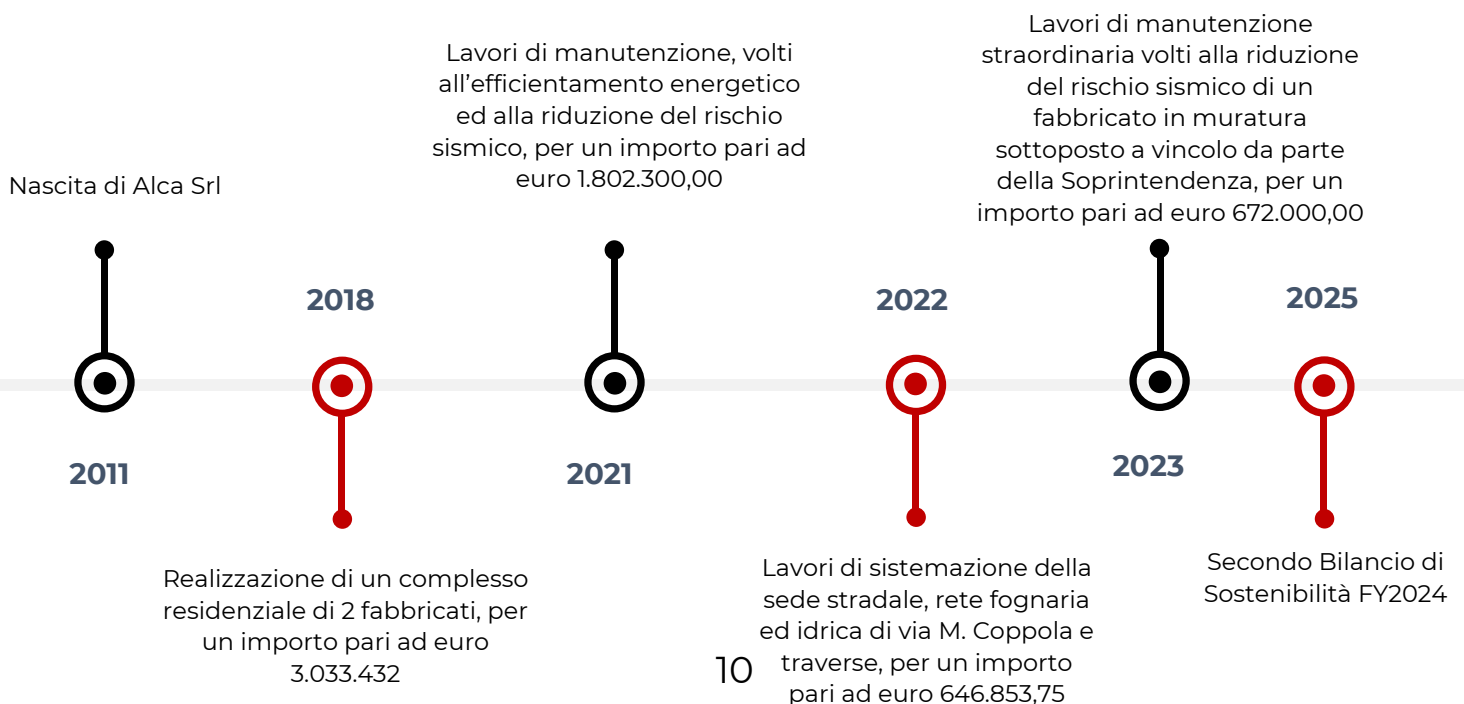 Nascita di Alca Srl
2011
2018
Realizzazione di un complesso
residenziale di 2 fabbricati, per
un importo pari ad euro
3.033.432
Lavori di manutenzione, volti
all’efficientamento energetico
ed alla riduzione del rischio
sismico, per un importo pari ad
euro 1.802.300,00
2021
2022
Lavori di sistemazione della
sede stradale, rete fognaria
ed idrica di via M. Coppola e
traverse, per un importo
pari ad euro 646.853,75
Lavori di manutenzione
straordinaria volti alla riduzione
del rischio sismico di un
fabbricato in muratura
sottoposto a vincolo da parte
della Soprintendenza, per un
importo pari ad euro 672.000,00
2023
2025
Secondo Bilancio di
Sostenibilità FY2024
10